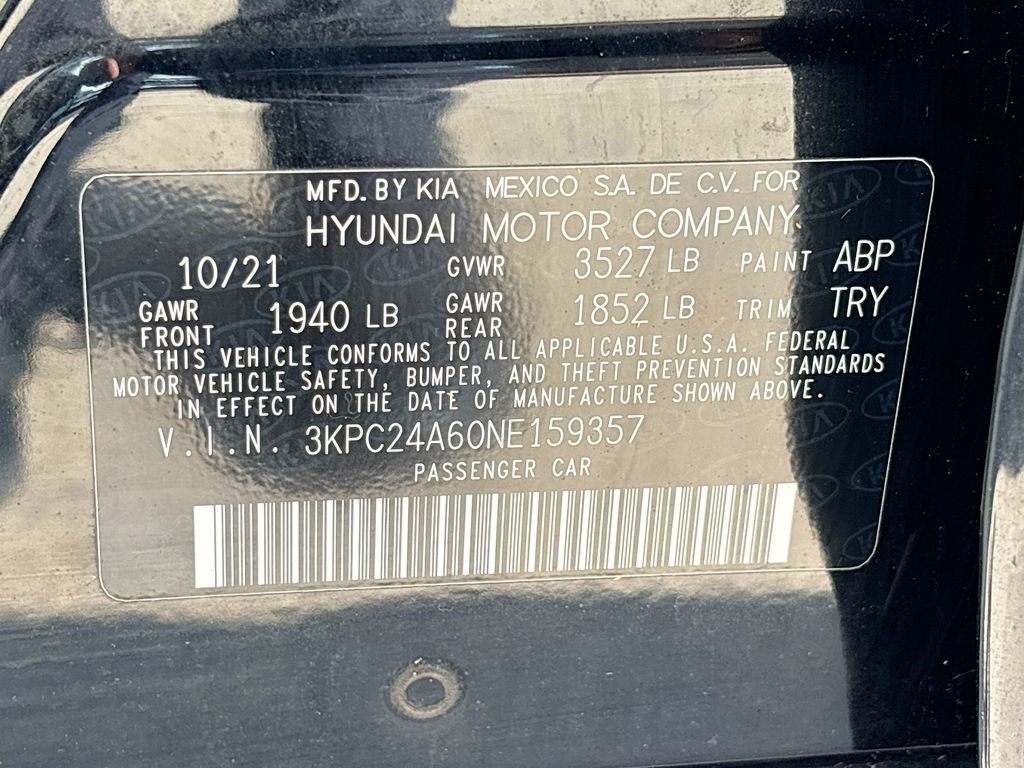 MFD. BY KIA MEXICO S.A. DE C.V. FOR
HYUNDAI MOTOR COMPANY
10/21 GVWR 3527 LB PAINT ABP
GAWR FRONT 1940 LB GAWR REAR 1852 LB TRIM TRY
THIS VEHICLE CONFORMS TO ALL APPLICABLE U.S.A. FEDERAL
MOTOR VEHICLE SAFETY, BUMPER, AND THEFT PREVENTION STANDARDS
IN EFFECT ON THE DATE OF MANUFACTURE SHOWN ABOVE.
V.I.N. 3KPC24A60NE159357
PASSENGER CAR